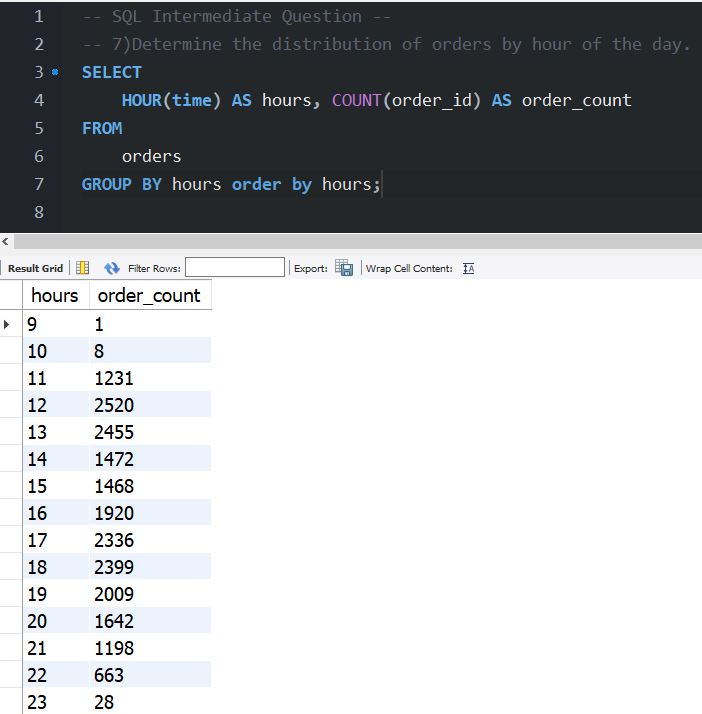 1 -- SQL Intermediate Question --
2 -- 7)Determine the distribution of orders by hour of the day.
3 SELECT
4 HOUR(time) AS hours, COUNT(order_id) AS order_count
5 FROM
6 orders
7 GROUP BY hours order by hours;
8
Result Grid Filter Rows: Export: Wrap Cell Content: IA
hours order_count
9 1
10 8
11 1231
12 2520
13 2455
14 1472
15 1468
16 1920
17 2336
18 2399
19 2009
20 1642
21 1198
22 663
23 28